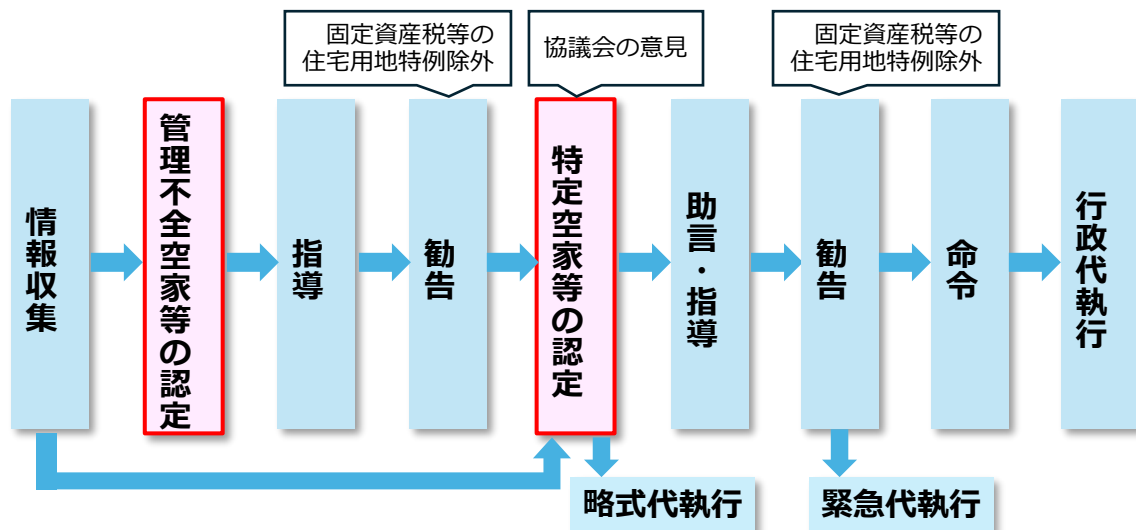 固定資産税等の
住宅用地特例除外
協議会の意見
固定資産税等の
住宅用地特例除外
情報収集
管理不全空家等の認定
指導
勧告
特定空家等の認定
助言・指導
勧告
命令
行政代執行
略式代執行
緊急代執行